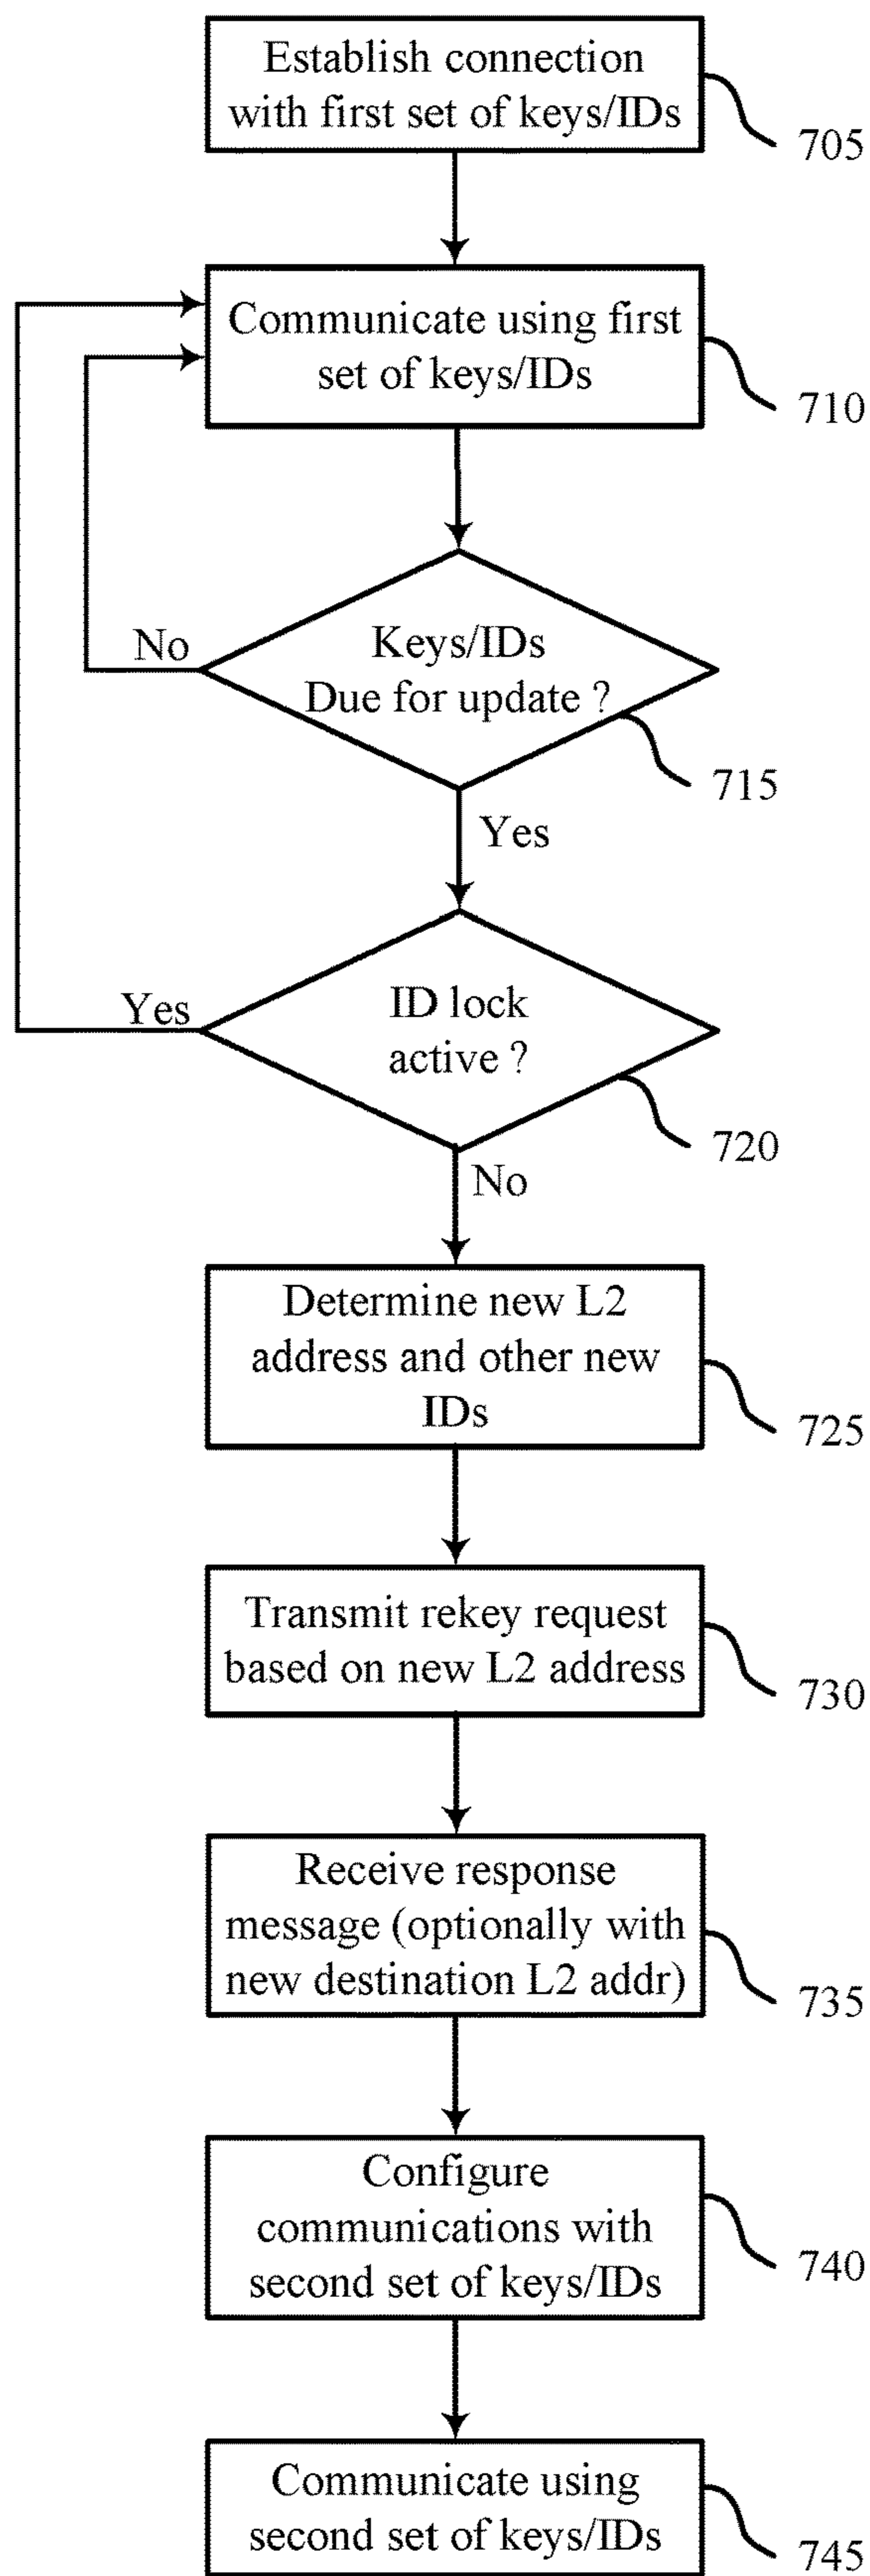 Establish connection
with first set of keys/IDs
705
Communicate using first
set of keys/IDs
710
No
Keys/IDs
Due for update ?
715
Yes
Yes
ID lock
active ?
720
No
Determine new L2
address and other new
IDs
725
Transmit rekey request
based on new L2 address
730
Receive response
message (optionally with
new destination L2 addr)
735
Configure
communications with
second set of keys/IDs
740
Communicate using
second set of keys/IDs
745